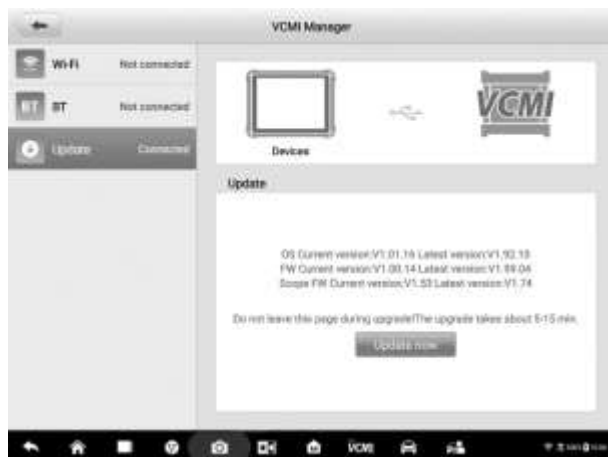 VCMI Manager
Wi-Fi Not connected
BT Not connected
Update Connected
VCMI
Devices
Update
OS Current version:V1.01.16 Latest version:V1.92.10
FW Current version:V1.00.14 Latest version:V1.99.04
Scope FW Current version:V1.53 Latest version:V1.74
Do not leave this page during upgrade!The upgrade takes about 5-15 min.
Update now
VCMI